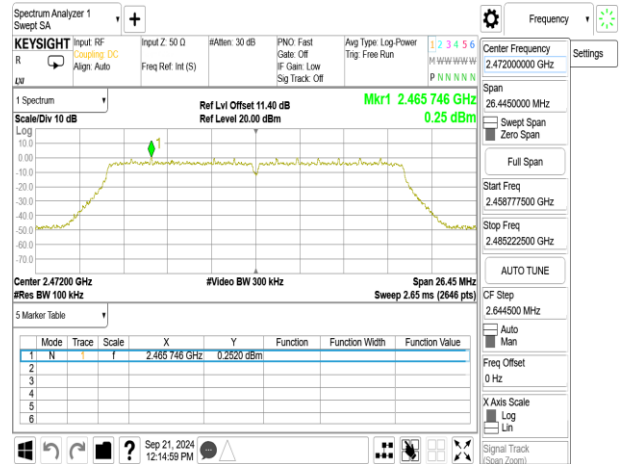 Spectrum Analyzer 1
Swept SA
+
Frequency
KEYSIGHT Input: RF Input Z: 50 Ω #Atten: 30 dB PNO: Fast Avg Type: Log-Power 1 2 3 4 5 6
R Coupling: DC Gate: Off Trig: Free Run M W W W W W
Align: Auto Freq Ref: Int (S) IF Gain: Low
Sig Track: Off P N N N N N
Center Frequency
2.472000000 GHz
Settings
Span
26.4450000 MHz
Swept Span
Zero Span
Full Span
Start Freq
2.458777500 GHz
Stop Freq
2.485222500 GHz
AUTO TUNE
CF Step
2.644500 MHz
Auto
Man
Freq Offset
0 Hz
X Axis Scale
Log
Lin
Signal Track
(Span Zoom)
1 Spectrum Ref Lvl Offset 11.40 dB Mkr1 2.465 746 GHz
Scale/Div 10 dB Ref Level 20.00 dBm 0.25 dBm
Log
1
10.0
0.00
-10.0
-20.0
-30.0
-40.0
-50.0
-60.0
-70.0
Center 2.47200 GHz #Video BW 300 kHz Span 26.45 MHz
#Res BW 100 kHz Sweep 2.65 ms (2646 pts)
5 Marker Table
Mode Trace Scale X Y Function Function Width Function Value
1 N 1 f 2.465 746 GHz 0.2520 dBm
2
3
4
5
6
? Sep 21, 2024
12:14:59 PM